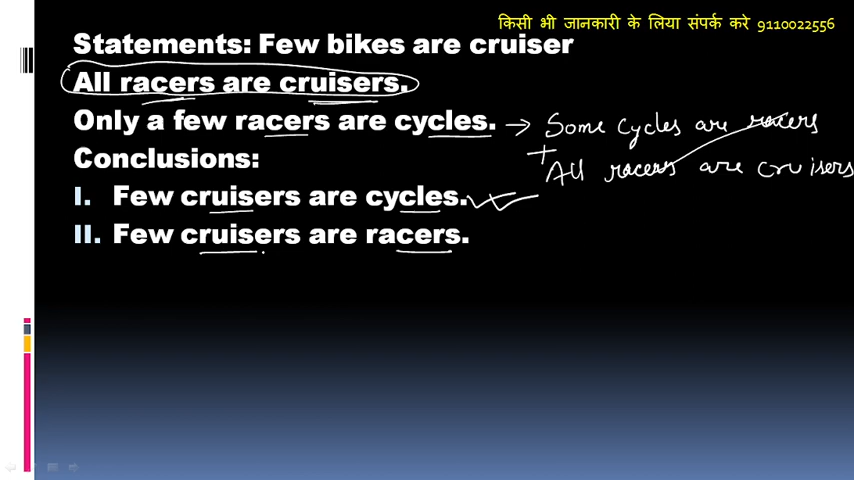 किसी भी जानकारी के लिया संपर्क करे 9110022556
Statements: Few bikes are cruiser
All racers are cruisers.
Only a few racers are cycles. → Some cycles are racers
Conclusions: + All racers are cruisers
I. Few cruisers are cycles.
II. Few cruisers are racers.